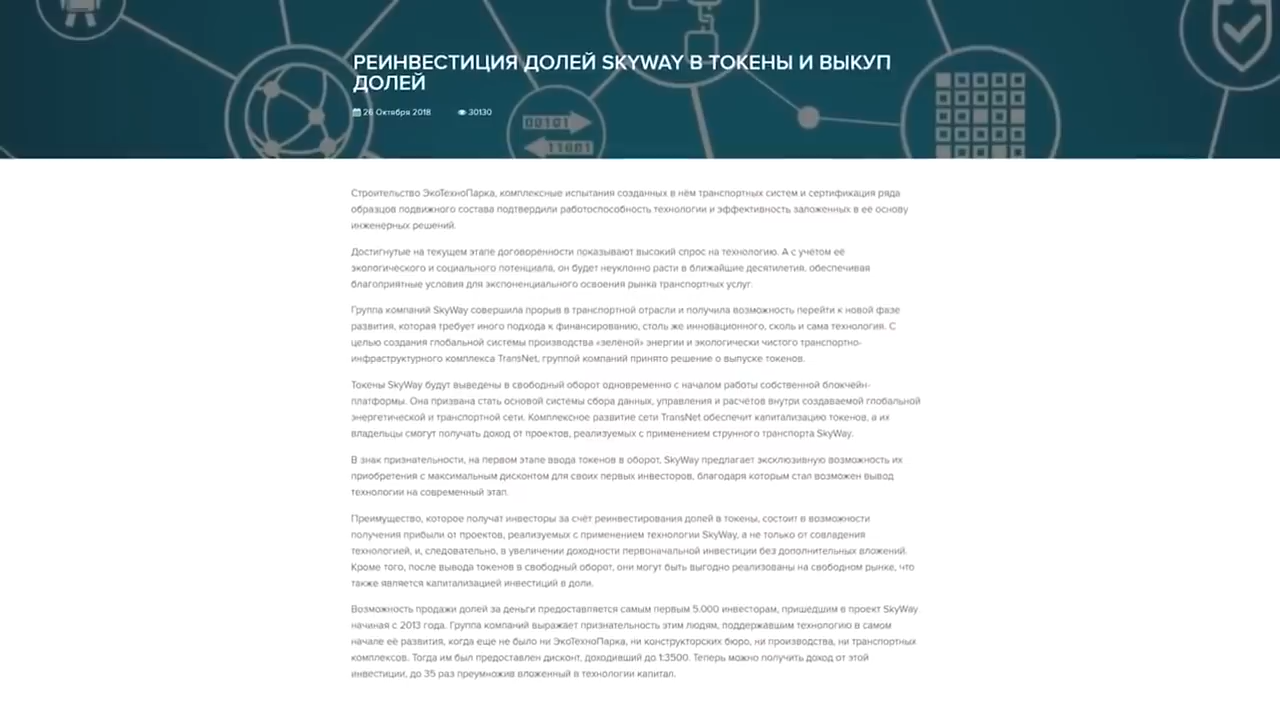 РЕИНВЕСТИЦИЯ ДОЛЕЙ SKYWAY В ТОКЕНЫ И ВЫКУП
ДОЛЕЙ
26 Октября 2018 30130
00101
11001
Строительство ЭкоТехноПарка, комплексные испытания созданных в нём транспортных систем и сертификация ряда
образцов подвижного состава подтвердили работоспособность технологии и эффективность заложенных в её основу
инженерных решений.
Достигнутые на текущем этапе договоренности показывают высокий спрос на технологию. А с учётом её
экологического и социального потенциала, он будет неуклонно расти в ближайшие десятилетия, обеспечивая
благоприятные условия для экспоненциального освоения рынка транспортных услуг.
Группа компаний SkyWay совершила прорыв в транспортной отрасли и получила возможность перейти к новой фазе
развития, которая требует иного подхода к финансированию, столь же инновационного, сколь и сама технология. С
целью создания глобальной системы производства «зелёной» энергии и экологически чистого транспортно-
инфраструктурного комплекса TransNet, группой компаний принято решение о выпуске токенов.
Токены SkyWay будут выведены в свободный оборот одновременно с началом работы собственной блокчейн-
платформы. Она призвана стать основой системы сбора данных, управления и расчётов внутри создаваемой глобальной
энергетической и транспортной сети. Комплексное развитие сети TransNet обеспечит капитализацию токенов, а их
владельцы смогут получать доход от проектов, реализуемых с применением струнного транспорта SkyWay.
В знак признательности, на первом этапе ввода токенов в оборот, SkyWay предлагает эксклюзивную возможность их
приобретения с максимальным дисконтом для своих первых инвесторов, благодаря которым стал возможен вывод
технологии на современный этап.
Преимущество, которое получат инвесторы за счёт реинвестирования долей в токены, состоит в возможности
получения прибыли от проектов, реализуемых с применением технологии SkyWay, а не только от совладения
технологией, и, следовательно, в увеличении доходности первоначальной инвестиции без дополнительных вложений.
Кроме того, после вывода токенов в свободный оборот, они могут быть выгодно реализованы на свободном рынке, что
также является капитализацией инвестиций в доли.
Возможность продажи долей за деньги предоставляется самым первым 5.000 инвесторам, пришедшим в проект SkyWay
начиная с 2013 года. Группа компаний выражает признательность этим людям, поддержавшим технологию в самом
начале её развития, когда еще не было ни ЭкоТехноПарка, ни конструкторских бюро, ни производства, ни транспортных
комплексов. Тогда им был предоставлен дисконт, доходивший до 1:3500. Теперь можно получить доход от этой
инвестиции, до 35 раз преумножив вложенный в технологии капитал.